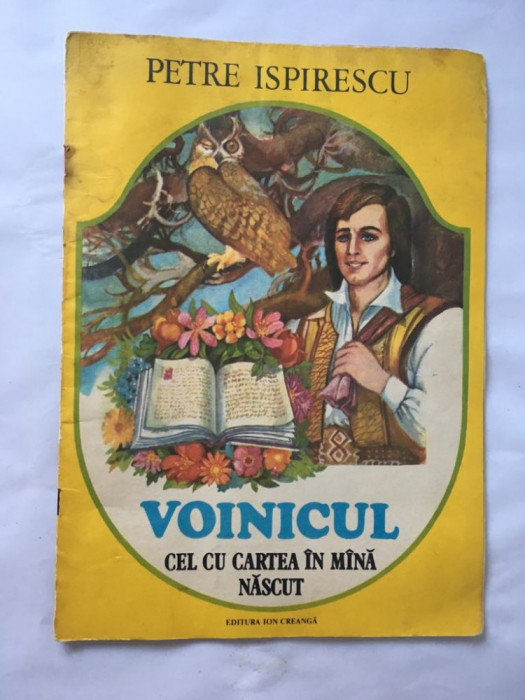 PETRE ISPIRESCU
VOINICUL
CEL CU CARTEA ÎN MÎNĂ
NĂSCUT
EDITURA ION CREANGĂ